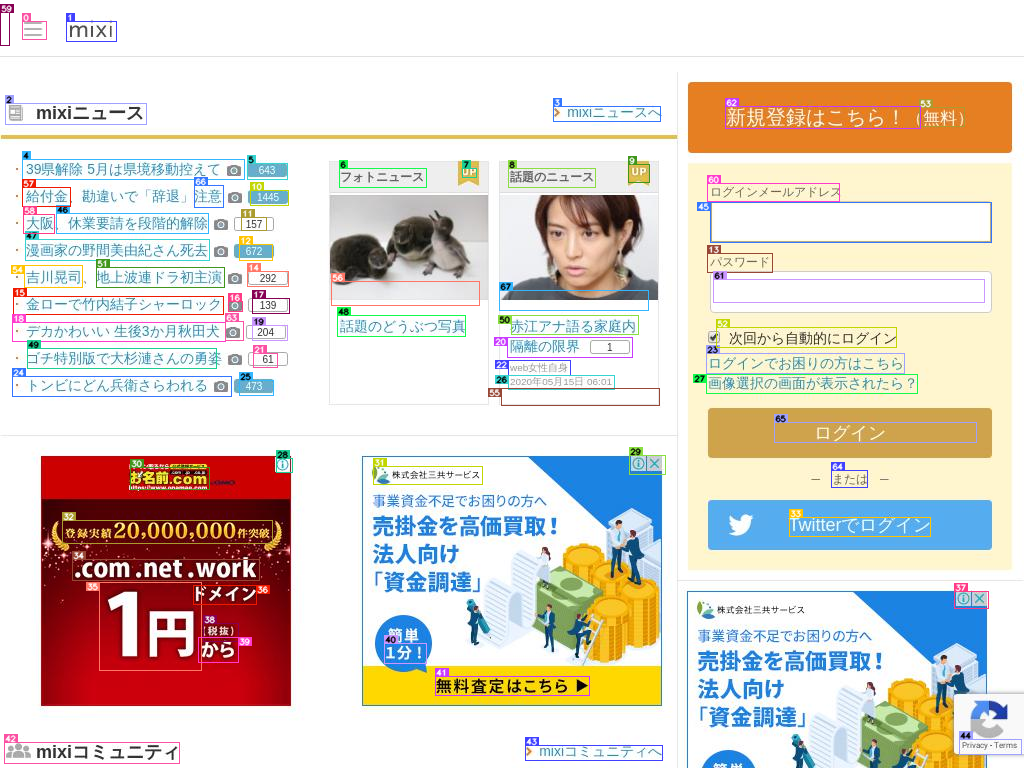 mixi
mixiニュース
mixiニュースへ
39県解除 5月は県境移動控えて 643
給付金、勘違いで「辞退」注意 1445
大阪、休業要請を段階的解除 157
漫画家の野間美由紀さん死去 672
吉川晃司、地上波連ドラ初主演 292
金ローで竹内結子シャーロック 139
デカかわいい 生後3か月秋田犬 204
ゴチ特別版で大杉漣さんの勇姿 61
トンビにどん兵衛さらわれる 473
フォトニュース UP
話題のどうぶつ写真
話題のニュース UP
赤江アナ語る家庭内
隔離の限界 1
web女性自身
2020年05月15日 06:01
お名前.com
https://www.onamae.com
登録実績20,000,000件突破
.com .net .work
ドメイン
1円
(税抜)
から
株式会社三共サービス
事業資金不足でお困りの方へ
売掛金を高価買取!
法人向け
「資金調達」
簡単
1分!
無料査定はこちら ▶
mixiコミュニティ
mixiコミュニティへ
新規登録はこちら!（無料）
ログインメールアドレス
パスワード
次回から自動的にログイン
ログインでお困りの方はこちら
画像選択の画面が表示されたら？
ログイン
― または ―
Twitterでログイン
株式会社三共サービス
事業資金不足でお困りの方へ
売掛金を高価買取!
法人向け
「資金調達」
簡単
Privacy - Terms